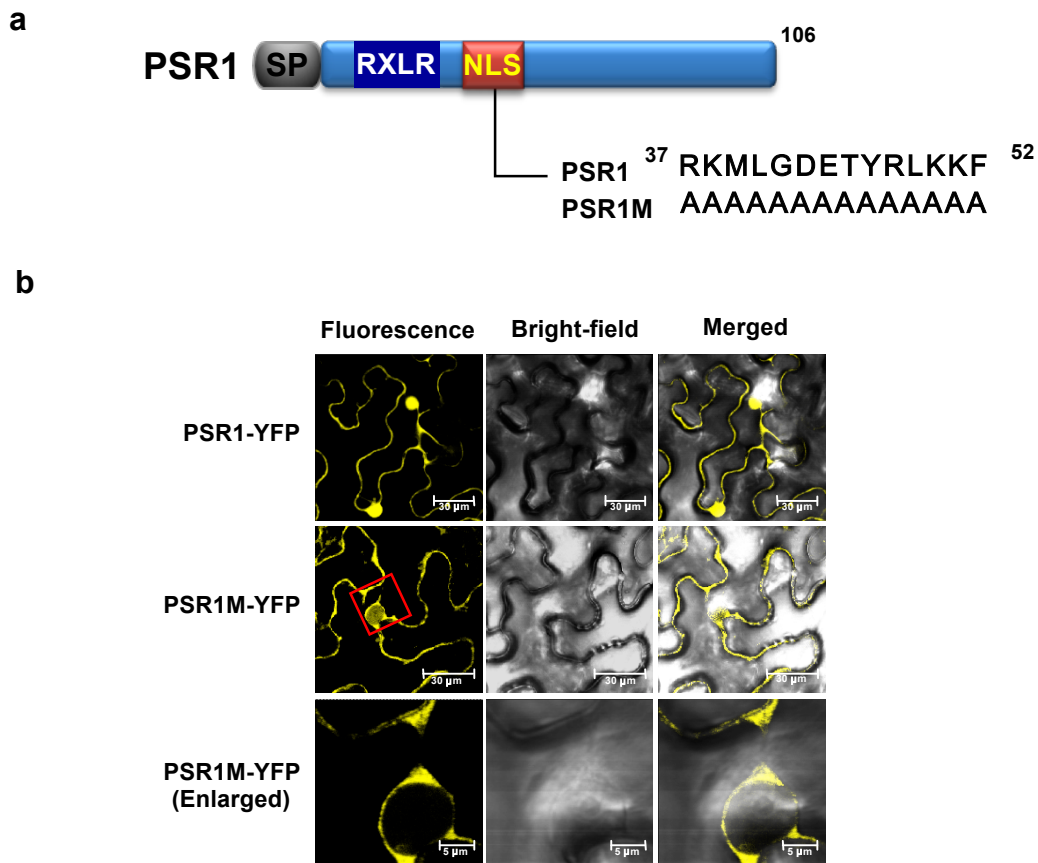 a
PSR1 SP RXLR NLS 106
PSR1 37 RKMLGDETYRLKKF 52
PSR1M AAAAAAAAAAAAAA
b
Fluorescence Bright-field Merged
PSR1-YFP
30 µm 30 µm 30 µm
PSR1M-YFP
30 µm 30 µm 30 µm
PSR1M-YFP
(Enlarged)
5 µm 5 µm 5 µm